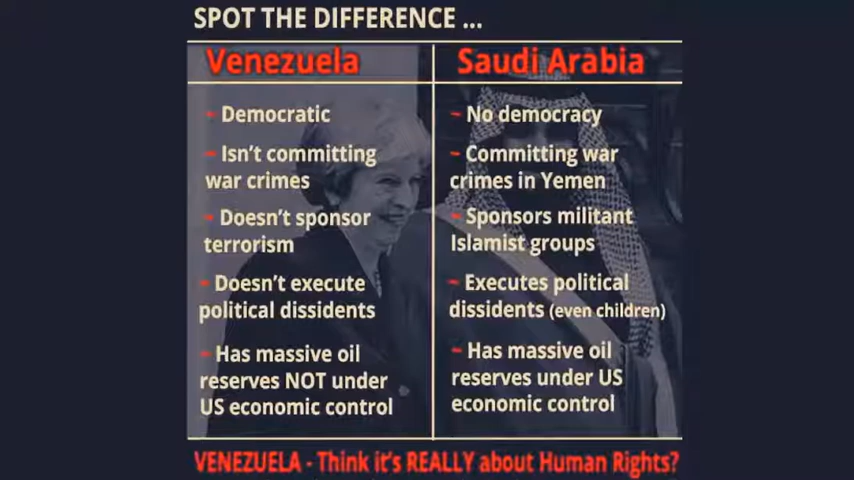 SPOT THE DIFFERENCE ...
Venezuela
~ Democratic
~ Isn't committing
war crimes
~ Doesn't sponsor
terrorism
~ Doesn't execute
political dissidents
~ Has massive oil
reserves NOT under
US economic control
Saudi Arabia
~ No democracy
~ Committing war
crimes in Yemen
~ Sponsors militant
Islamist groups
~ Executes political
dissidents (even children)
~ Has massive oil
reserves under US
economic control
VENEZUELA - Think it's REALLY about Human Rights?